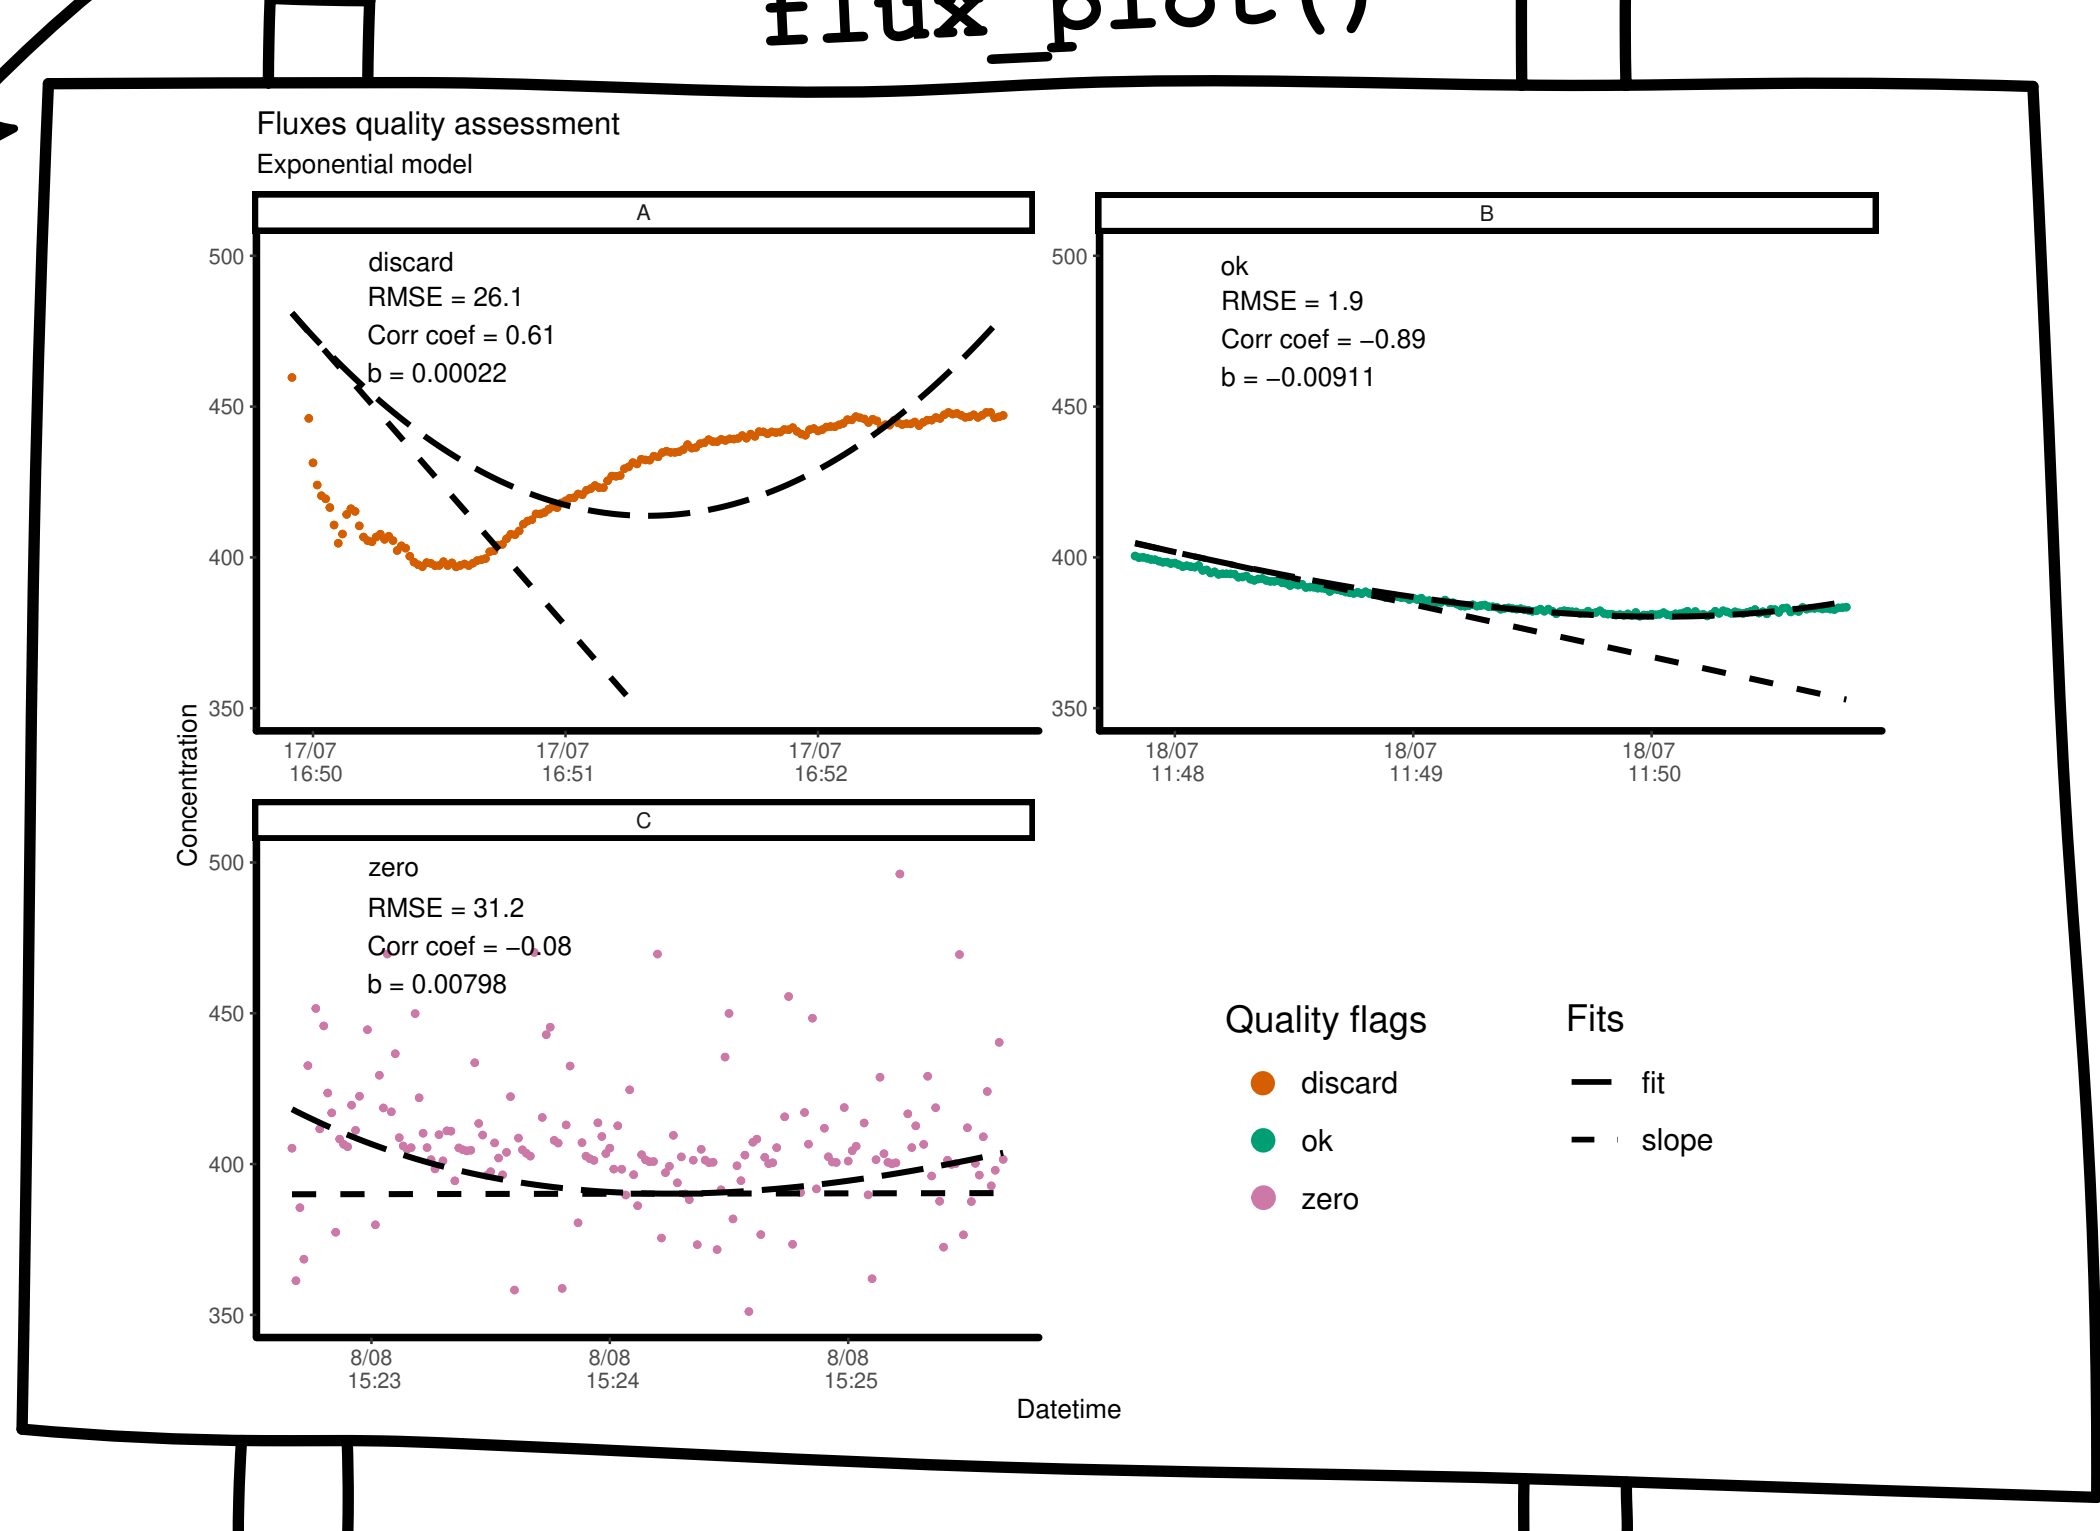 flux_plot()
Fluxes quality assessment
Exponential model
A
discard
RMSE = 26.1
Corr coef = 0.61
b = 0.00022
500
450
400
350
17/07
16:50
17/07
16:51
17/07
16:52
B
ok
RMSE = 1.9
Corr coef = −0.89
b = −0.00911
500
450
400
350
18/07
11:48
18/07
11:49
18/07
11:50
Concentration
C
zero
RMSE = 31.2
Corr coef = −0.08
b = 0.00798
500
450
400
350
8/08
15:23
8/08
15:24
8/08
15:25
Datetime
Quality flags
discard
ok
zero
Fits
fit
slope